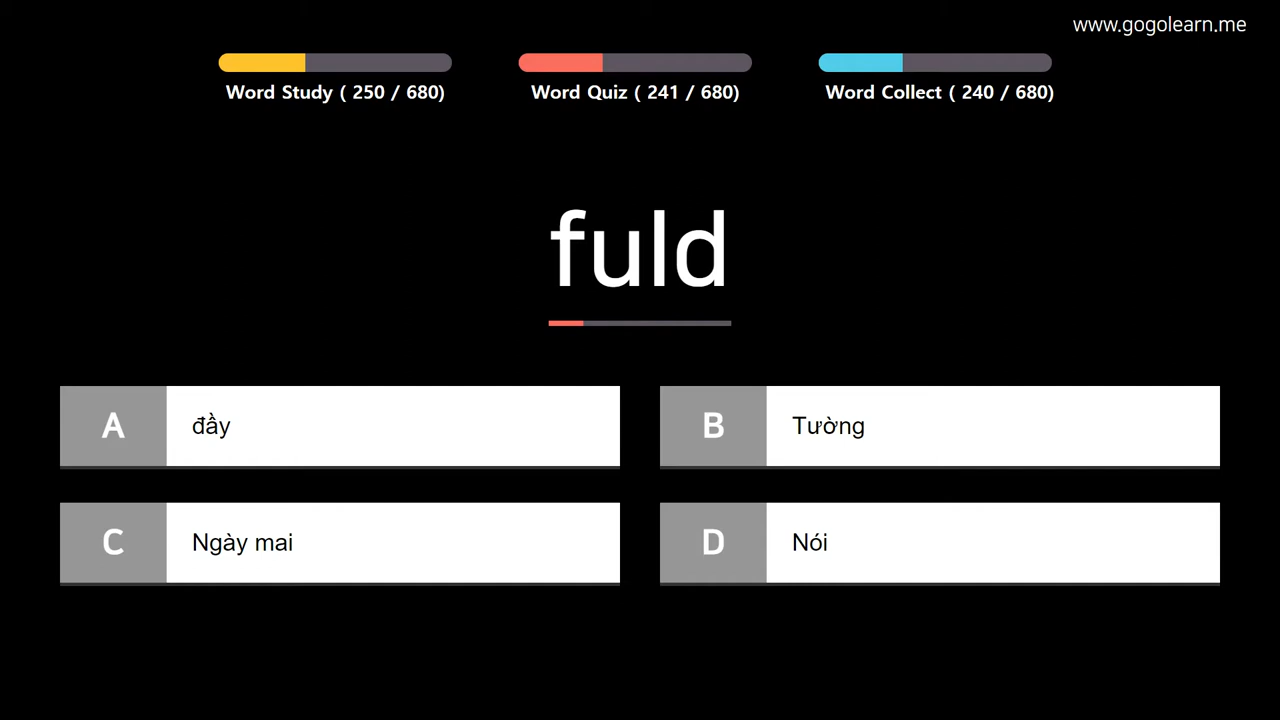 www.gogolearn.me
Word Study ( 250 / 680)
Word Quiz ( 241 / 680)
Word Collect ( 240 / 680)
fuld
A đầy
B Tường
C Ngày mai
D Nói